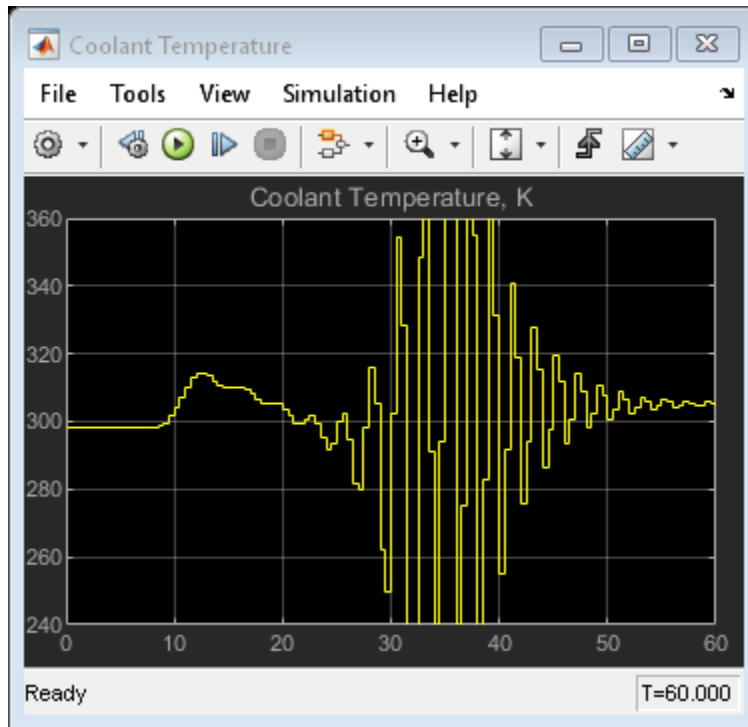 Coolant Temperature
File Tools View Simulation Help
Coolant Temperature, K
360
340
320
300
280
260
240
0 10 20 30 40 50 60
Ready T=60.000